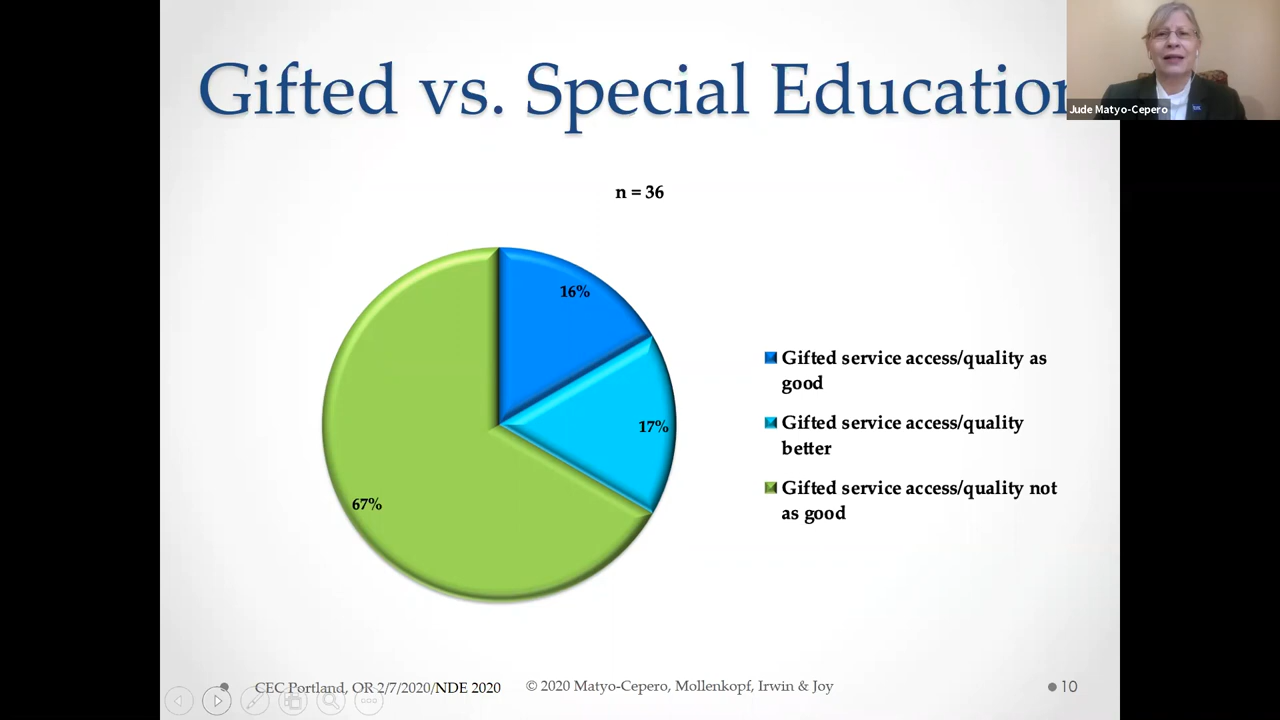 Gifted vs. Special Education
Jude Matyo-Cepero
n = 36
16%
17%
67%
Gifted service access/quality as
good
Gifted service access/quality
better
Gifted service access/quality not
as good
CEC Portland, OR 2/7/2020/NDE 2020
© 2020 Matyo-Cepero, Mollenkopf, Irwin & Joy
10